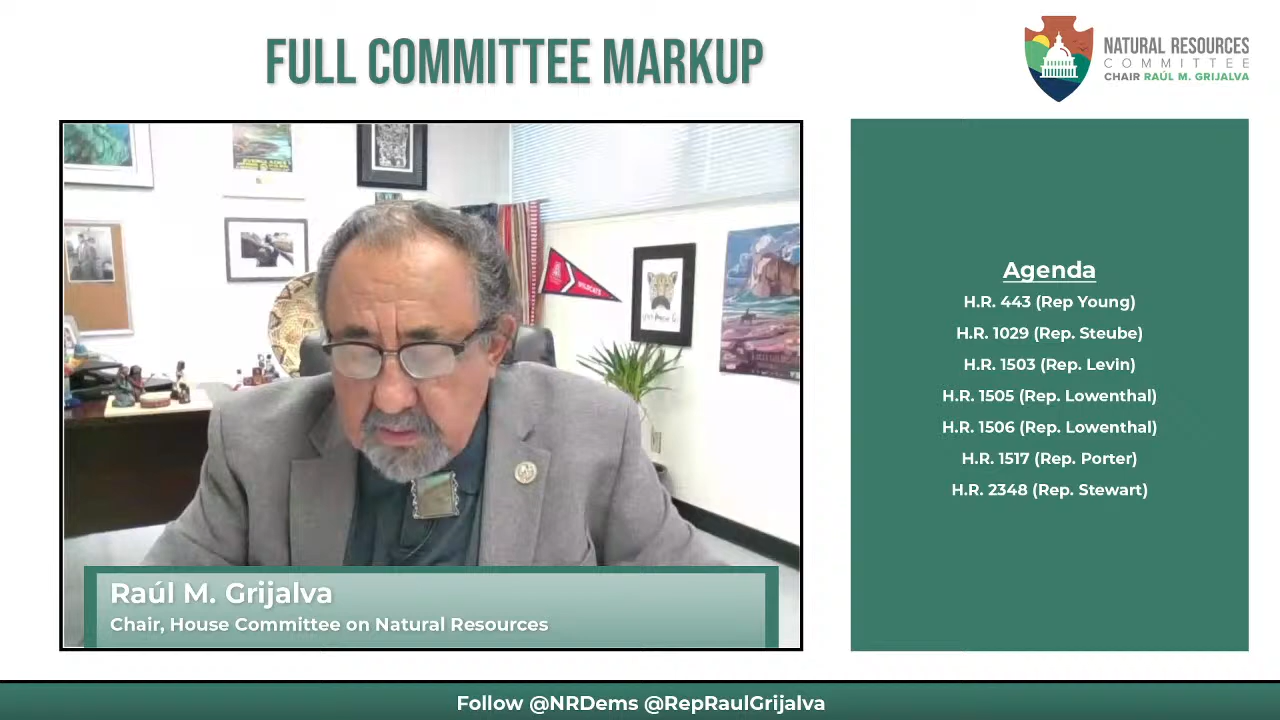 FULL COMMITTEE MARKUP
NATURAL RESOURCES
COMMITTEE
CHAIR RAÚL M. GRIJALVA
WILDCATS
Agenda
H.R. 443 (Rep Young)
H.R. 1029 (Rep. Steube)
H.R. 1503 (Rep. Levin)
H.R. 1505 (Rep. Lowenthal)
H.R. 1506 (Rep. Lowenthal)
H.R. 1517 (Rep. Porter)
H.R. 2348 (Rep. Stewart)
Raúl M. Grijalva
Chair, House Committee on Natural Resources
Follow @NRDems @RepRaulGrijalva